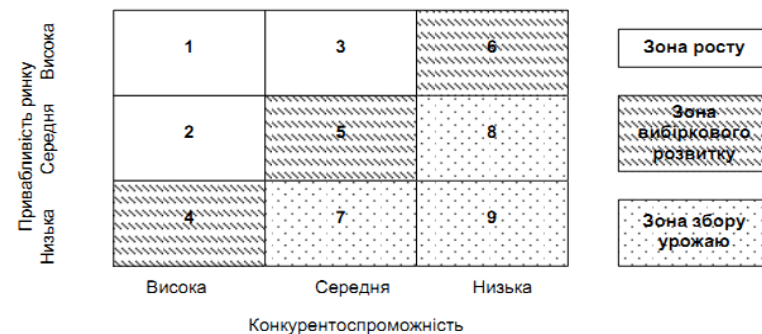 Привабливість ринку
Висока
Середня
Низька
1
3
6
2
5
8
4
7
9
Висока
Середня
Низька
Конкурентоспроможність
Зона росту
Зона
вибіркового
розвитку
Зона збору
урожаю